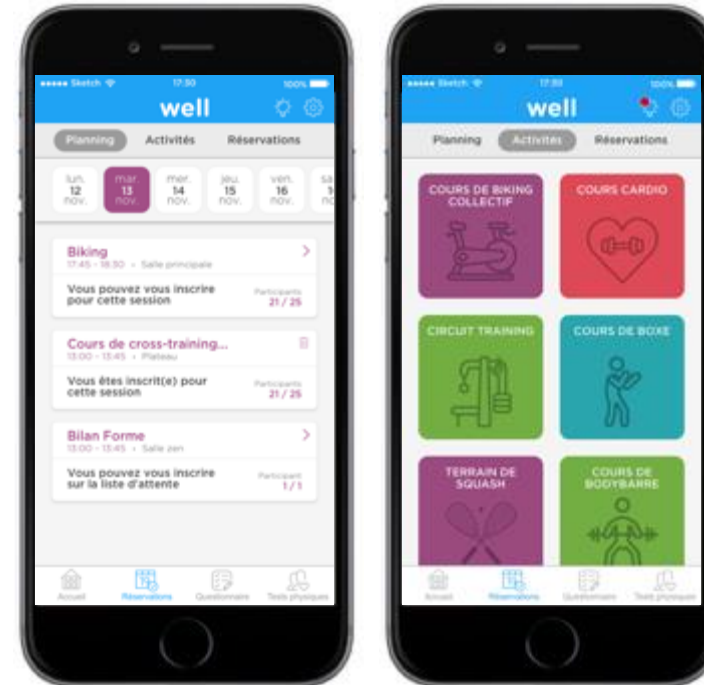 Sketch 17:30 100%
well
Planning Activités Réservations
lun. mar. mer. jeu. ven.
12 13 14 15 16
nov. nov. nov. nov. nov.
Biking
17:45 - 18:30 • Salle principale
Vous pouvez vous inscrire
pour cette session
Participants
21 / 25
Cours de cross-training...
13:00 - 13:45 • Plateau
Vous êtes inscrit(e) pour
cette session
Participants
21 / 25
Bilan Forme
13:00 - 13:45 • Salle zen
Vous pouvez vous inscrire
sur la liste d'attente
Participant
1 / 1
Accueil Réservations Questionnaire Tests physiques
Sketch 17:30 100%
well
Planning Activités Réservations
COURS DE BIKING
COLLECTIF
COURS CARDIO
CIRCUIT TRAINING
COURS DE BOXE
TERRAIN DE
SQUASH
COURS DE
BODYBARRE
Accueil Réservations Questionnaire Tests physiques